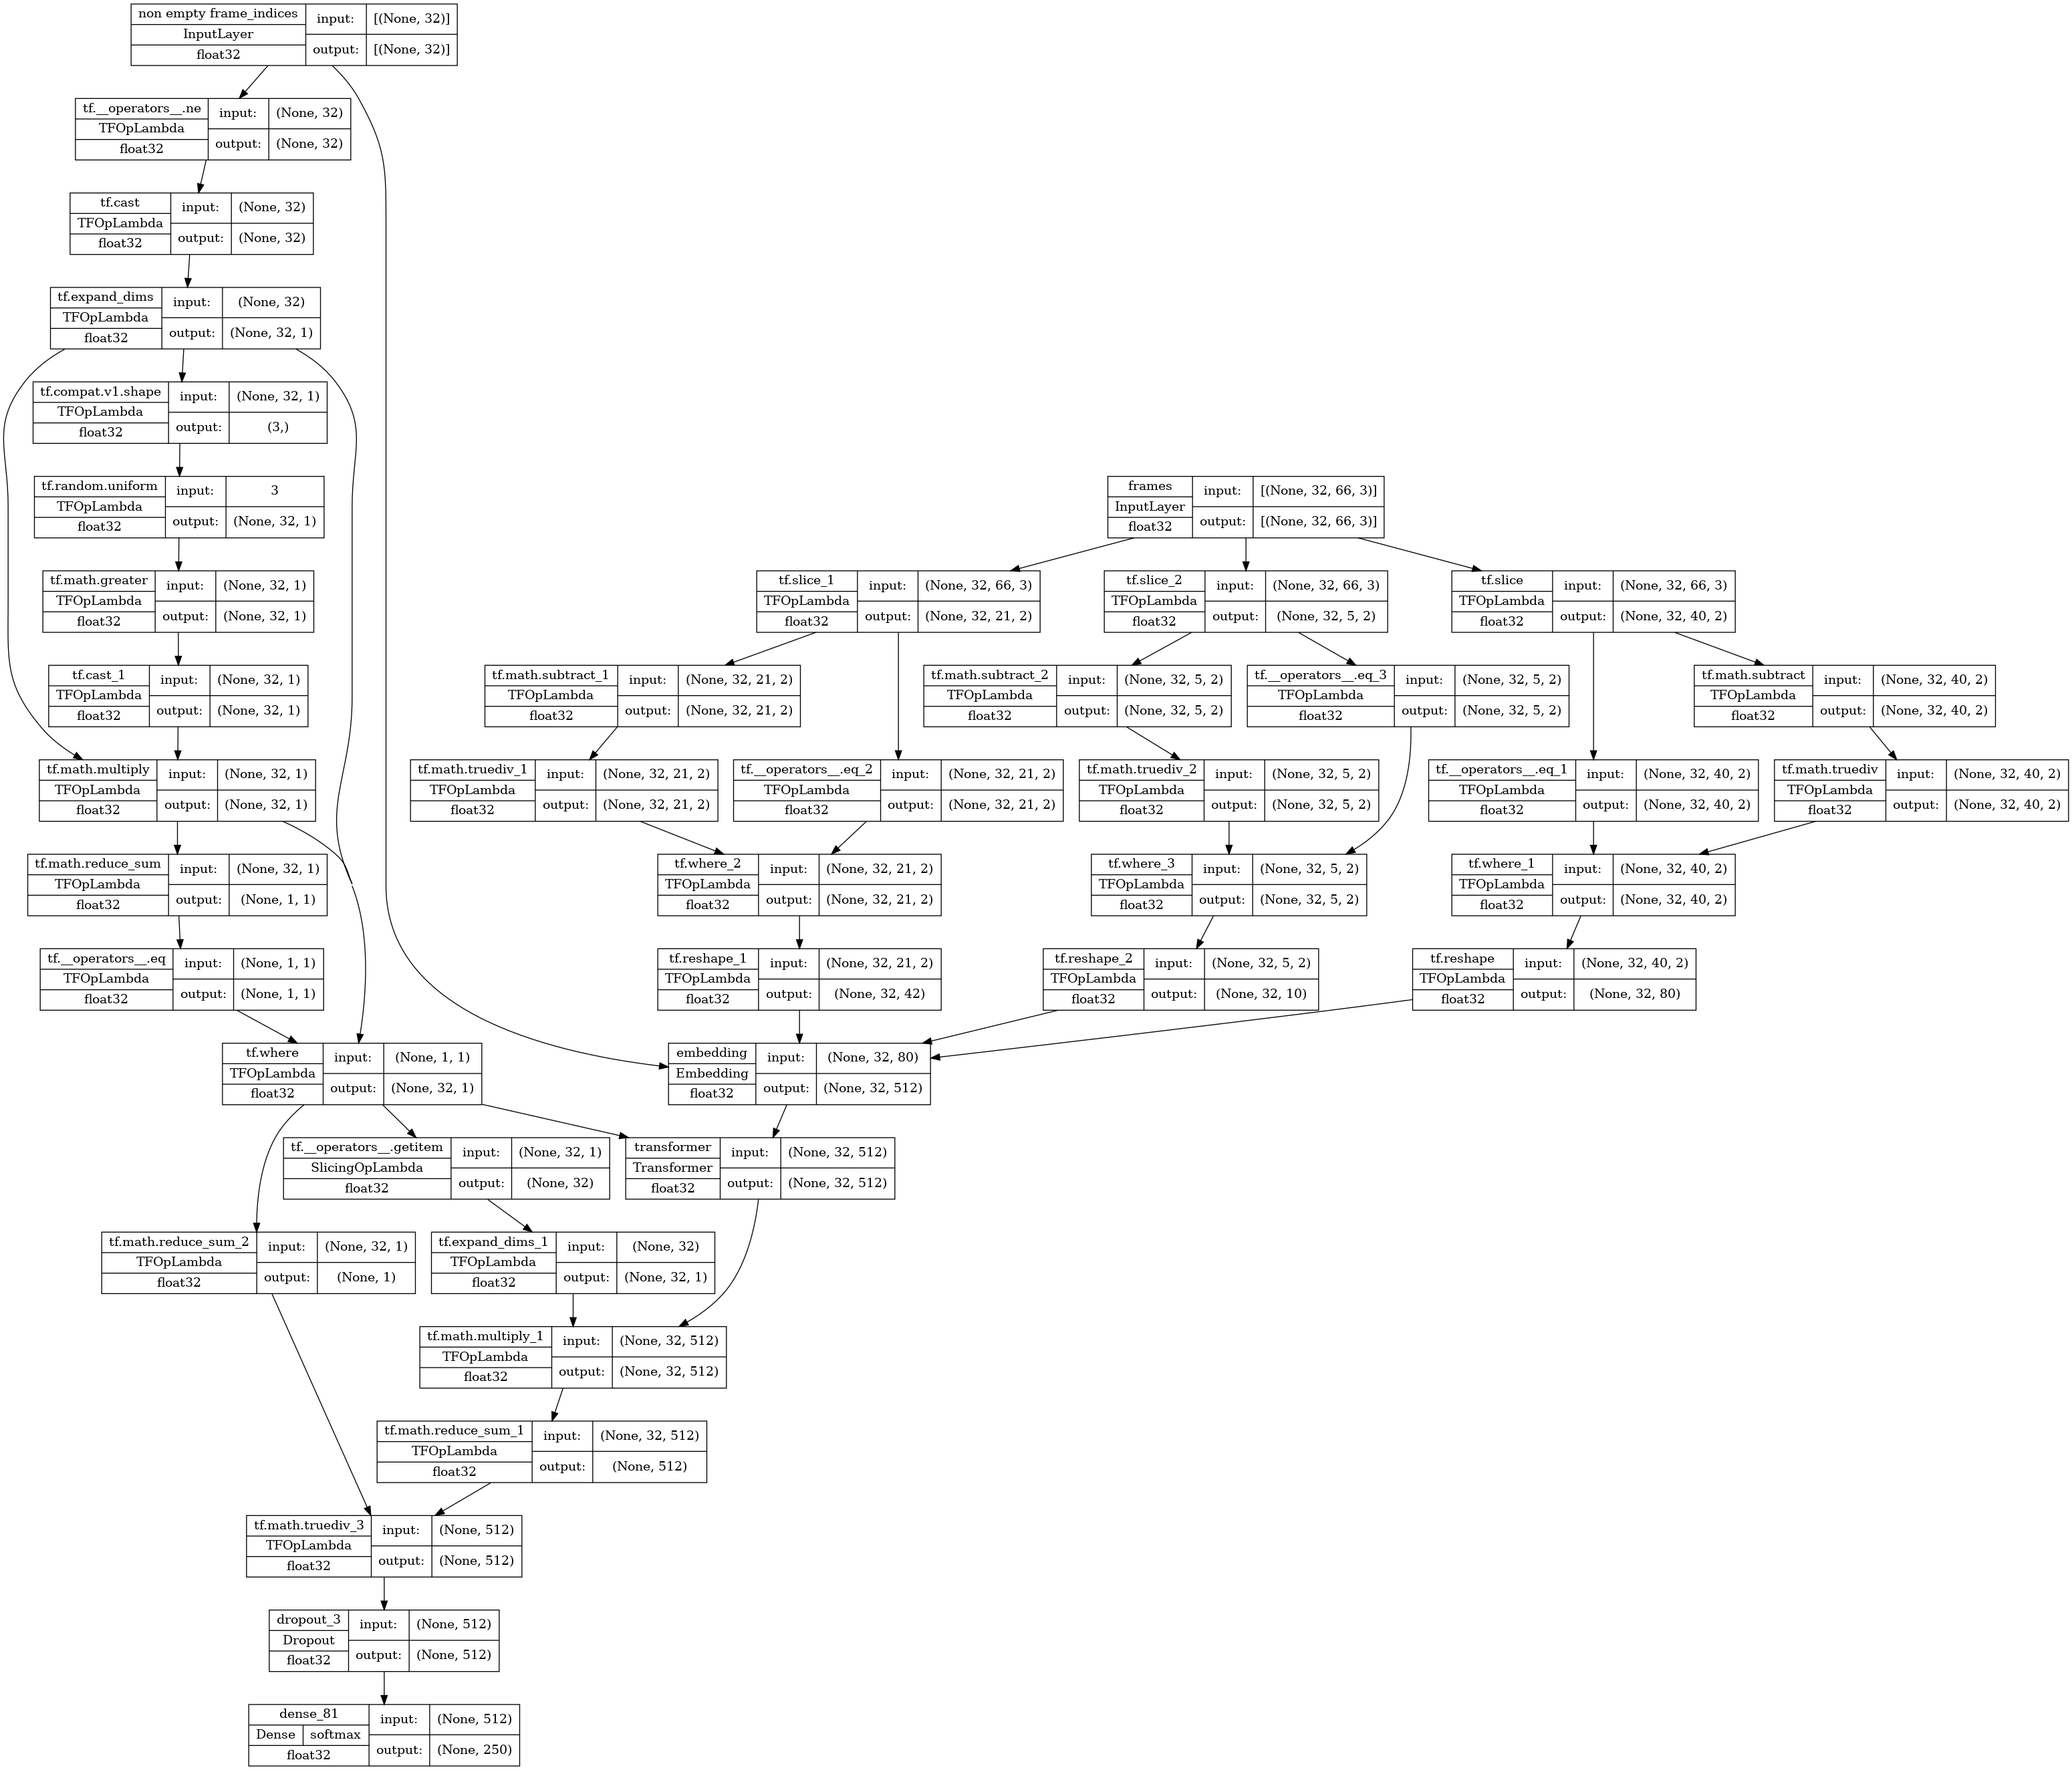 non empty frame_indices
InputLayer
float32
input:
[(None, 32)]
output:
[(None, 32)]
tf.__operators__.ne
TFOpLambda
float32
input:
(None, 32)
output:
(None, 32)
tf.cast
TFOpLambda
float32
input:
(None, 32)
output:
(None, 32)
tf.expand_dims
TFOpLambda
float32
input:
(None, 32)
output:
(None, 32, 1)
tf.compat.v1.shape
TFOpLambda
float32
input:
(None, 32, 1)
output:
(3,)
tf.random.uniform
TFOpLambda
float32
input:
3
output:
(None, 32, 1)
frames
InputLayer
float32
input:
[(None, 32, 66, 3)]
output:
[(None, 32, 66, 3)]
tf.math.greater
TFOpLambda
float32
input:
(None, 32, 1)
output:
(None, 32, 1)
tf.slice_1
TFOpLambda
float32
input:
(None, 32, 66, 3)
output:
(None, 32, 21, 2)
tf.slice_2
TFOpLambda
float32
input:
(None, 32, 66, 3)
output:
(None, 32, 5, 2)
tf.slice
TFOpLambda
float32
input:
(None, 32, 66, 3)
output:
(None, 32, 40, 2)
tf.cast_1
TFOpLambda
float32
input:
(None, 32, 1)
output:
(None, 32, 1)
tf.math.subtract_1
TFOpLambda
float32
input:
(None, 32, 21, 2)
output:
(None, 32, 21, 2)
tf.math.subtract_2
TFOpLambda
float32
input:
(None, 32, 5, 2)
output:
(None, 32, 5, 2)
tf.__operators__.eq_3
TFOpLambda
float32
input:
(None, 32, 5, 2)
output:
(None, 32, 5, 2)
tf.math.subtract
TFOpLambda
float32
input:
(None, 32, 40, 2)
output:
(None, 32, 40, 2)
tf.math.multiply
TFOpLambda
float32
input:
(None, 32, 1)
output:
(None, 32, 1)
tf.math.truediv_1
TFOpLambda
float32
input:
(None, 32, 21, 2)
output:
(None, 32, 21, 2)
tf.__operators__.eq_2
TFOpLambda
float32
input:
(None, 32, 21, 2)
output:
(None, 32, 21, 2)
tf.math.truediv_2
TFOpLambda
float32
input:
(None, 32, 5, 2)
output:
(None, 32, 5, 2)
tf.__operators__.eq_1
TFOpLambda
float32
input:
(None, 32, 40, 2)
output:
(None, 32, 40, 2)
tf.math.truediv
TFOpLambda
float32
input:
(None, 32, 40, 2)
output:
(None, 32, 40, 2)
tf.math.reduce_sum
TFOpLambda
float32
input:
(None, 32, 1)
output:
(None, 1, 1)
tf.where_2
TFOpLambda
float32
input:
(None, 32, 21, 2)
output:
(None, 32, 21, 2)
tf.where_3
TFOpLambda
float32
input:
(None, 32, 5, 2)
output:
(None, 32, 5, 2)
tf.where_1
TFOpLambda
float32
input:
(None, 32, 40, 2)
output:
(None, 32, 40, 2)
tf.__operators__.eq
TFOpLambda
float32
input:
(None, 1, 1)
output:
(None, 1, 1)
tf.reshape_1
TFOpLambda
float32
input:
(None, 32, 21, 2)
output:
(None, 32, 42)
tf.reshape_2
TFOpLambda
float32
input:
(None, 32, 5, 2)
output:
(None, 32, 10)
tf.reshape
TFOpLambda
float32
input:
(None, 32, 40, 2)
output:
(None, 32, 80)
tf.where
TFOpLambda
float32
input:
(None, 1, 1)
output:
(None, 32, 1)
embedding
Embedding
float32
input:
(None, 32, 80)
output:
(None, 32, 512)
tf.__operators__.getitem
SlicingOpLambda
float32
input:
(None, 32, 1)
output:
(None, 32)
transformer
Transformer
float32
input:
(None, 32, 512)
output:
(None, 32, 512)
tf.math.reduce_sum_2
TFOpLambda
float32
input:
(None, 32, 1)
output:
(None, 1)
tf.expand_dims_1
TFOpLambda
float32
input:
(None, 32)
output:
(None, 32, 1)
tf.math.multiply_1
TFOpLambda
float32
input:
(None, 32, 512)
output:
(None, 32, 512)
tf.math.reduce_sum_1
TFOpLambda
float32
input:
(None, 32, 512)
output:
(None, 512)
tf.math.truediv_3
TFOpLambda
float32
input:
(None, 512)
output:
(None, 512)
dropout_3
Dropout
float32
input:
(None, 512)
output:
(None, 512)
dense_81
Dense softmax
float32
input:
(None, 512)
output:
(None, 250)